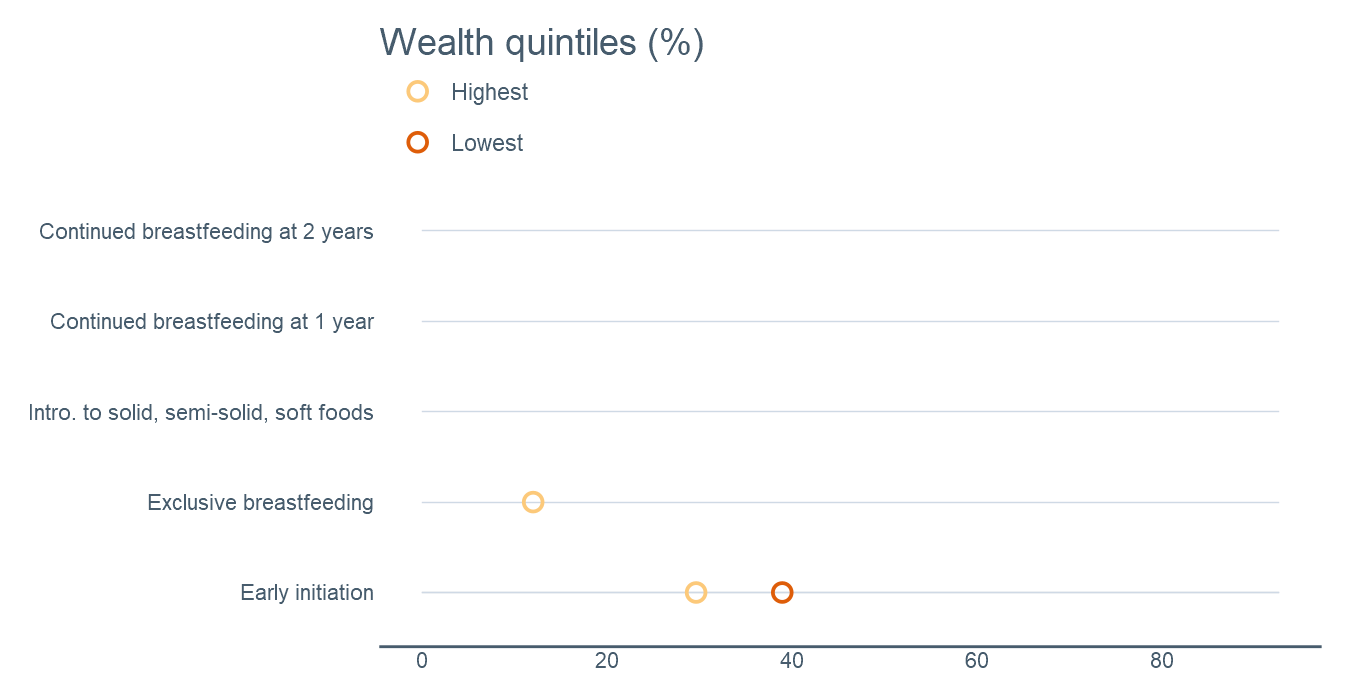 Wealth quintiles (%)
Highest
Lowest
Continued breastfeeding at 2 years
Continued breastfeeding at 1 year
Intro. to solid, semi-solid, soft foods
Exclusive breastfeeding
Early initiation
0 20 40 60 80